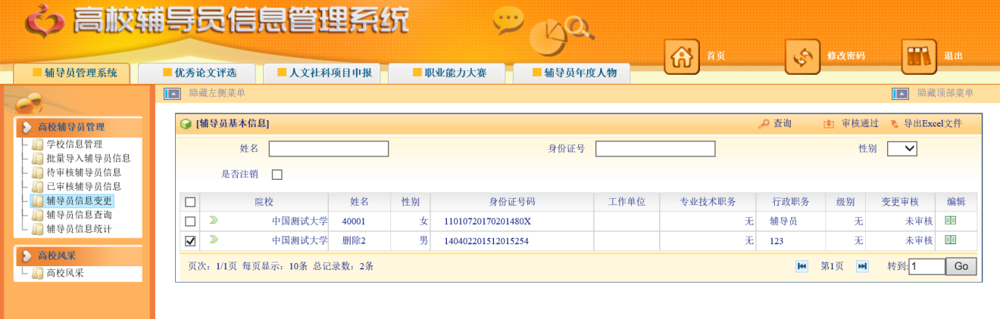 高校辅导员信息管理系统
首页 修改密码 退出
辅导员管理系统 优秀论文评选 人文社科项目申报 职业能力大赛 辅导员年度人物
隐藏左侧菜单 隐藏顶部菜单
高校辅导员管理
学校信息管理
批量导入辅导员信息
待审核辅导员信息
已审核辅导员信息
辅导员信息变更
辅导员信息查询
辅导员信息统计
高校风采
高校风采
[辅导员基本信息] 查询 审核通过 导出Excel文件
姓名 身份证号 性别
是否注销
院校 姓名 性别 身份证号码 工作单位 专业技术职务 行政职务 级别 变更审核 编辑
中国测试大学 40001 女 11010720170201480X 无 辅导员 无 未审核
中国测试大学 删除2 男 140402201512015254 无 123 无 未审核
页次：1/1页 每页显示：10条 总记录数：2条 第1页 转到:1 Go